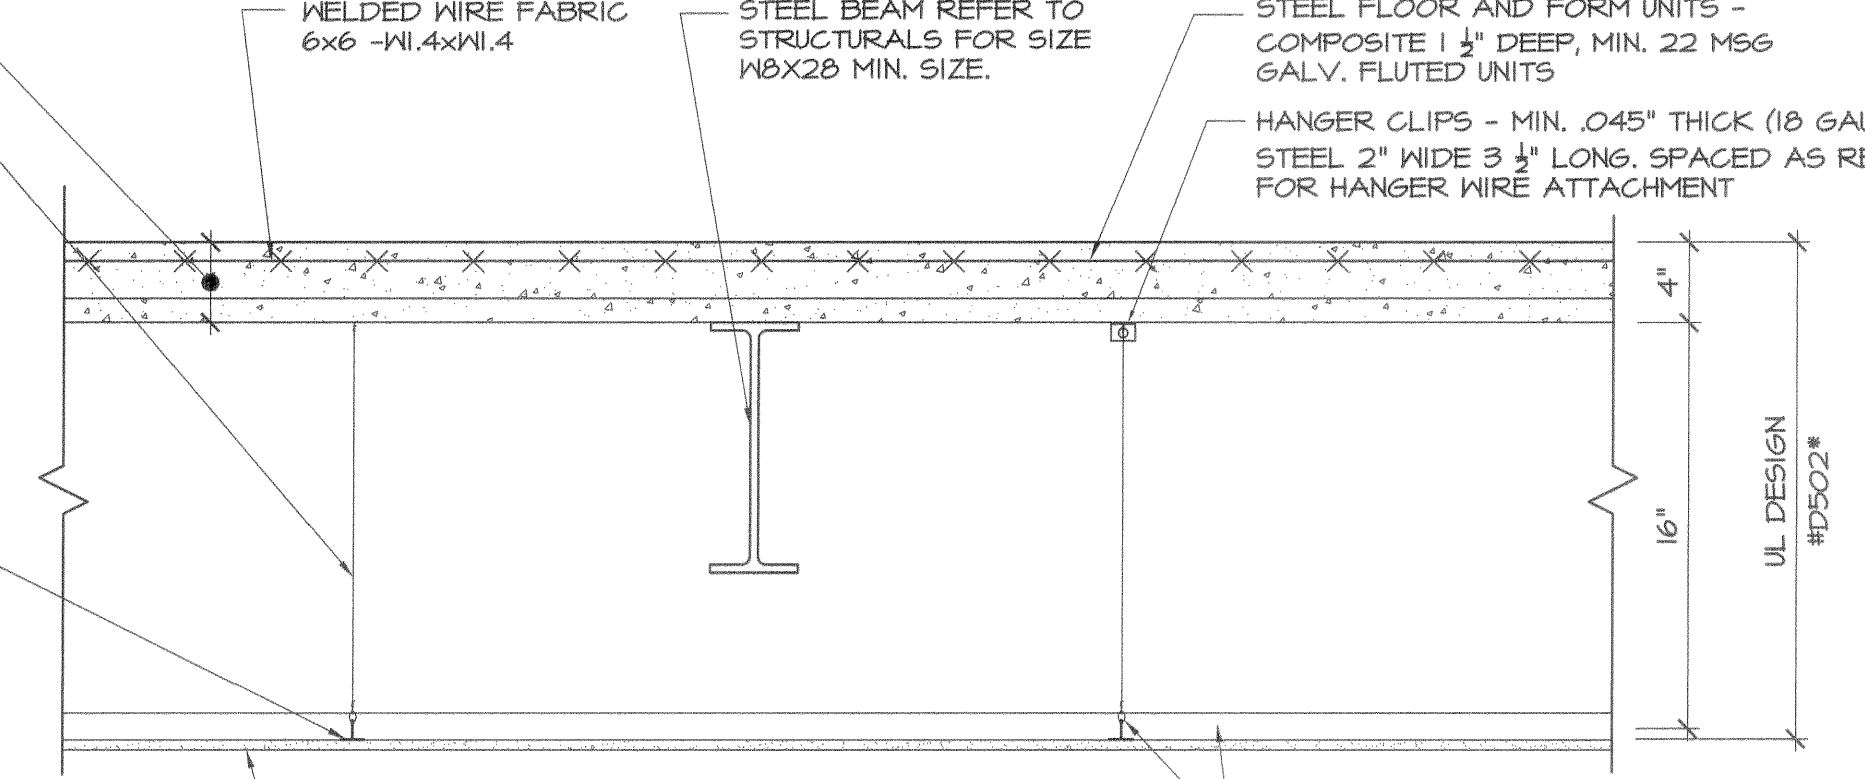 WELDED WIRE FABRIC
6x6 -W1.4xW1.4
STEEL BEAM REFER TO
STRUCTURALS FOR SIZE
W8X28 MIN. SIZE.
STEEL FLOOR AND FORM UNITS -
COMPOSITE 1 1/2" DEEP, MIN. 22 MSG
GALV. FLUTED UNITS
HANGER CLIPS - MIN. .045" THICK (18 GAU
STEEL 2" WIDE 3 1/2" LONG. SPACED AS RE
FOR HANGER WIRE ATTACHMENT
4"
16"
UL DESIGN
#D502*